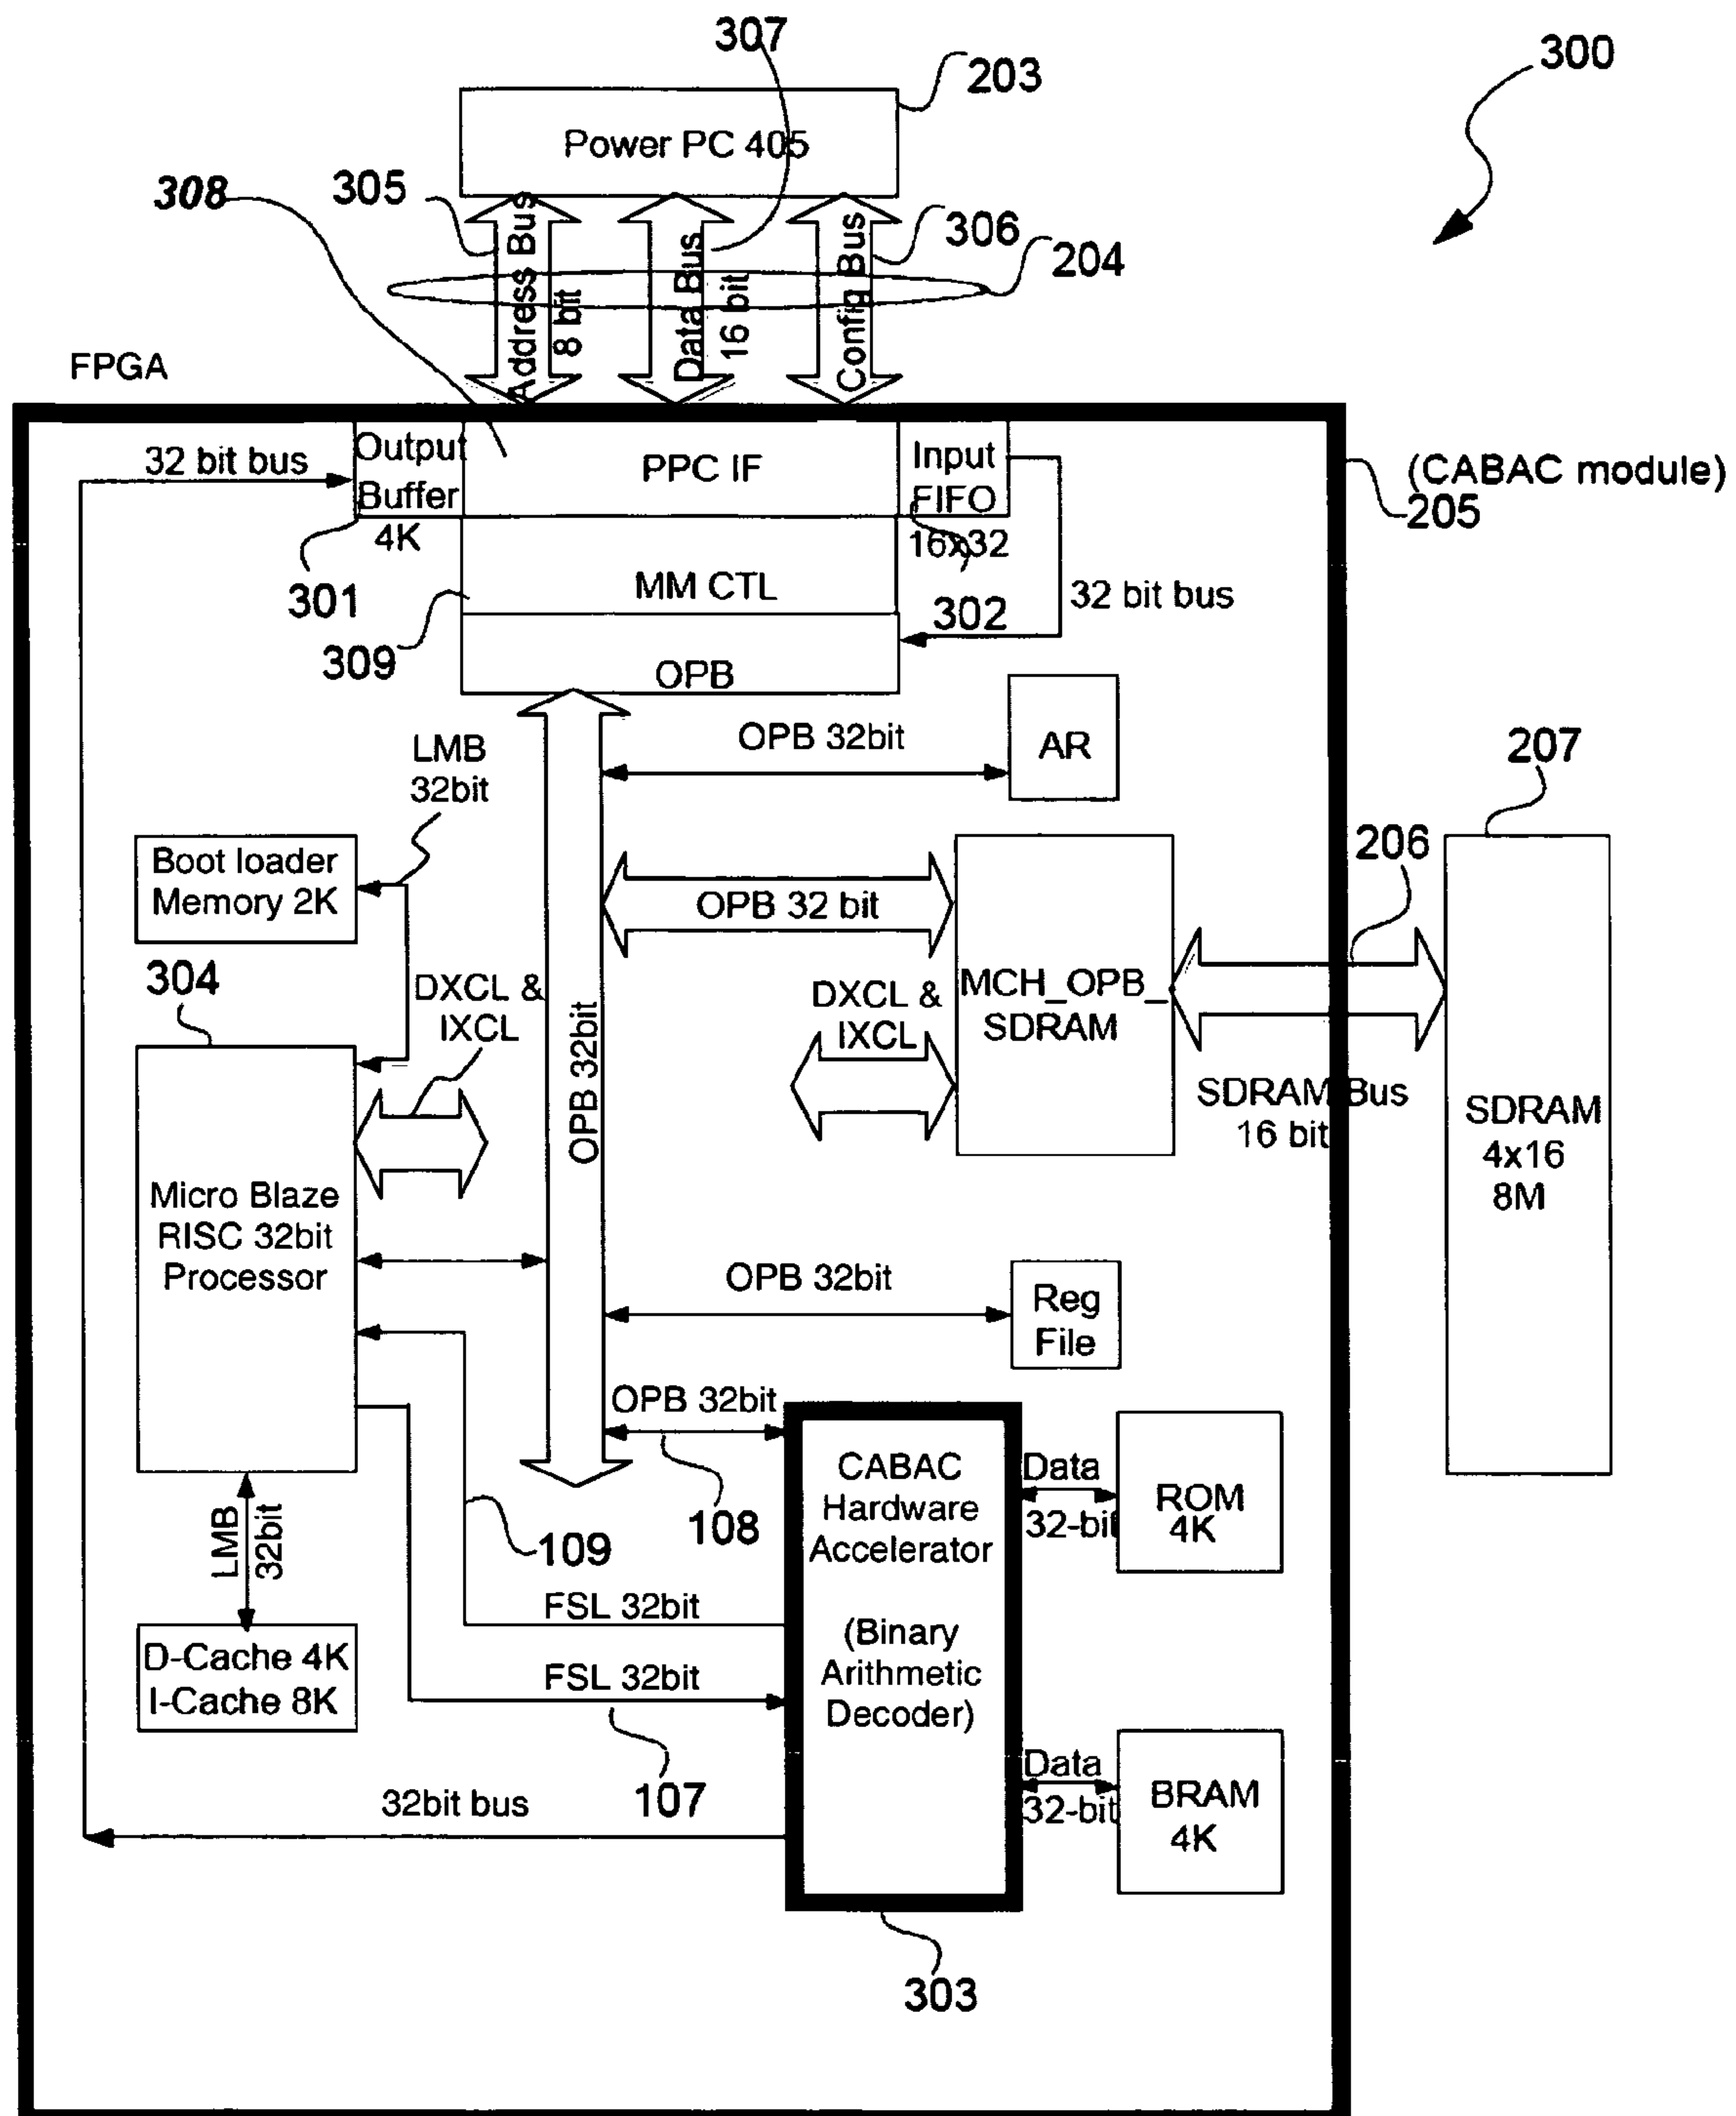 307
300
203
Power PC 405
308
305
306
204
Address Bus
8 bit
Data Bus
16 bit
Config Bus
FPGA
32 bit bus
Output
Buffer
4K
PPC IF
Input
FIFO
16x32
(CABAC module)
205
301
MM CTL
302
32 bit bus
309
OPB
OPB 32bit
AR
LMB
32bit
207
206
Boot loader
Memory 2K
OPB 32 bit
304
DXCL &
IXCL
DXCL &
IXCL
MCH_OPB_
SDRAM
OPB 32bit
SDRAM Bus
16 bit
SDRAM
4x16
8M
Micro Blaze
RISC 32bit
Processor
OPB 32bit
Reg
File
OPB 32bit
108
109
CABAC
Hardware
Accelerator
(Binary
Arithmetic
Decoder)
Data
32-bit
ROM
4K
LMB
32bit
FSL 32bit
D-Cache 4K
I-Cache 8K
FSL 32bit
107
Data
32-bit
BRAM
4K
32bit bus
303